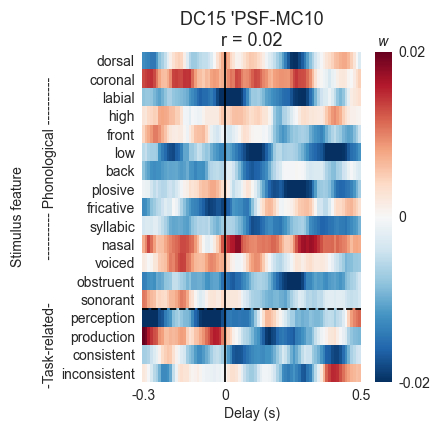 DC15 'PSF-MC10
r = 0.02
w
dorsal
coronal
labial
high
front
low
back
plosive
fricative
syllabic
nasal
voiced
obstruent
sonorant
perception
production
consistent
inconsistent
Stimulus feature
---------- Phonological ----------
-Task-related-
-0.3
0
0.5
Delay (s)
0.02
0
-0.02